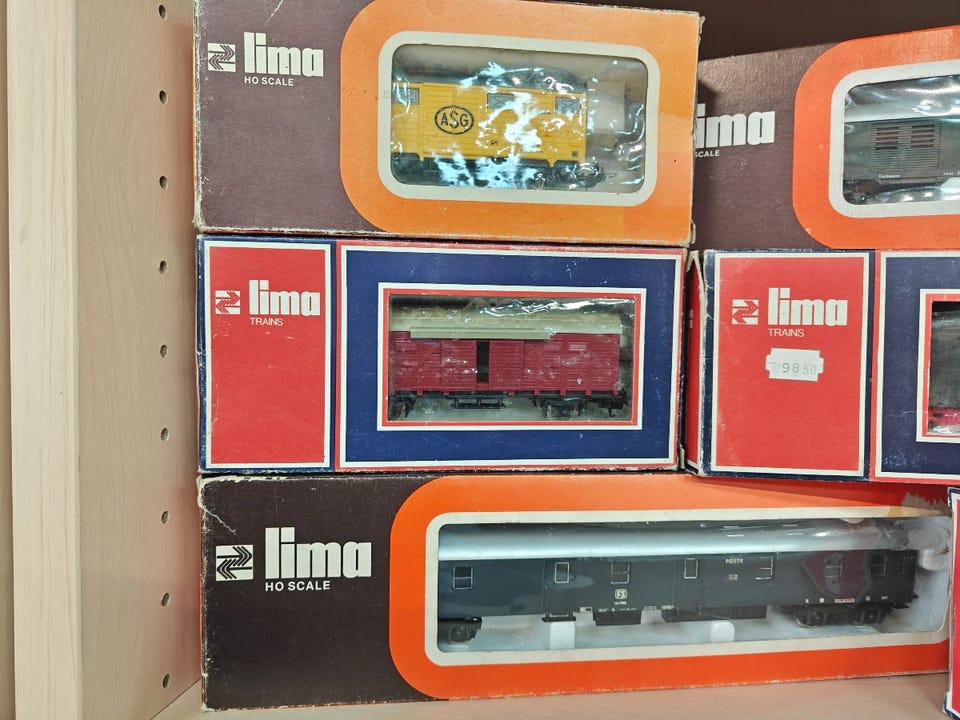 lima
HO SCALE
ASG
lima
SCALE
lima
TRAINS
lima
TRAINS
9850
lima
HO SCALE
POSTE
FS